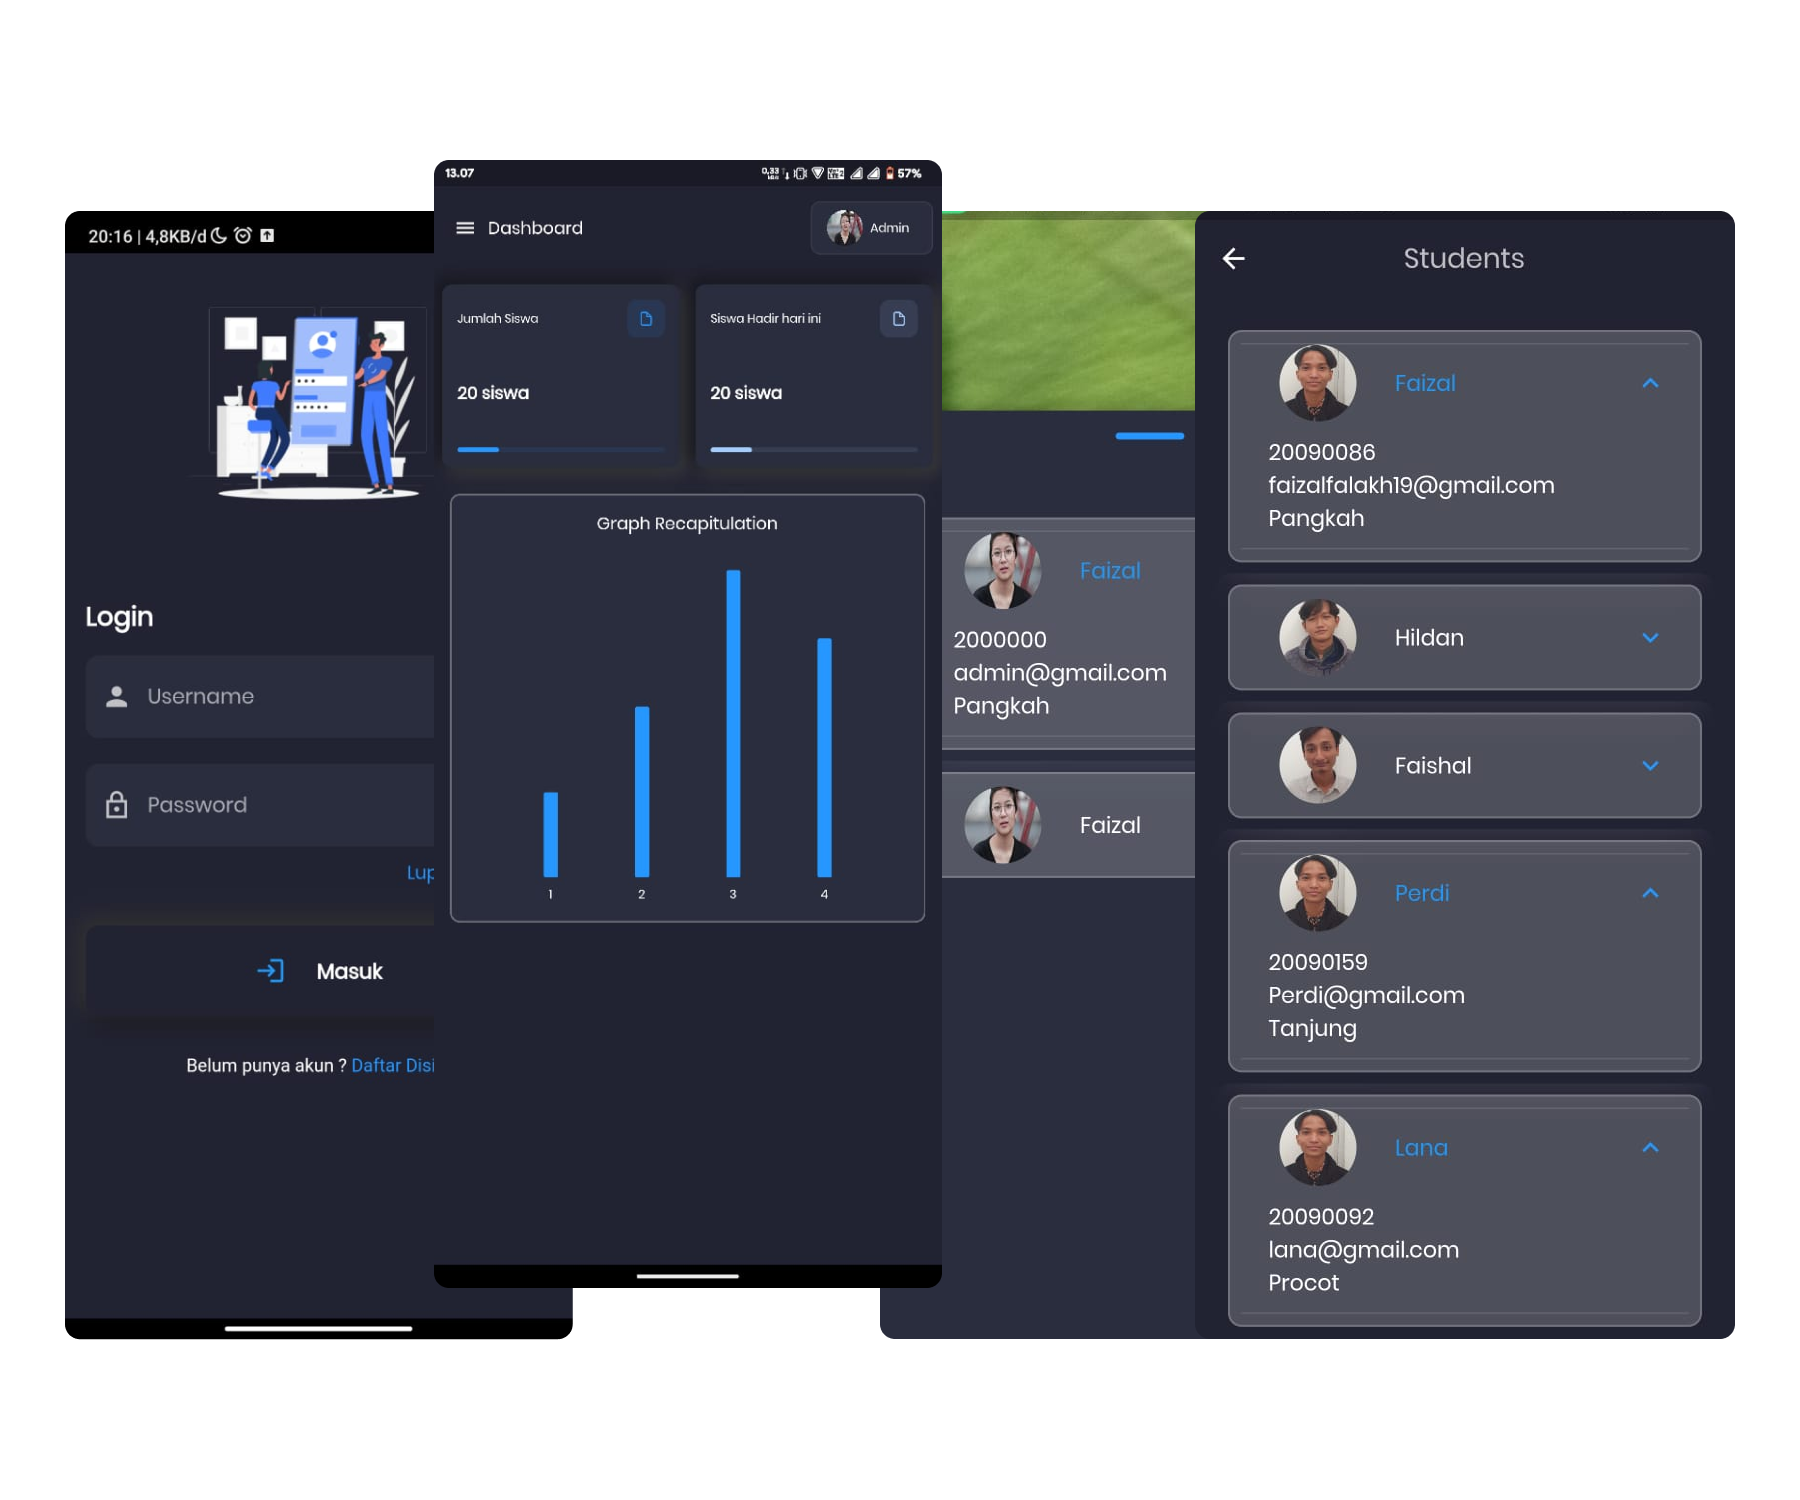 20:16 | 4,8KB/d
Login
Username
Password
Lup
Masuk
Belum punya akun ? Daftar Disi
13.07
57%
Dashboard
Admin
Jumlah Siswa
20 siswa
Siswa Hadir hari ini
20 siswa
Graph Recapitulation
1 2 3 4
Faizal
2000000
admin@gmail.com
Pangkah
Faizal
Students
Faizal
20090086
faizalfalakh19@gmail.com
Pangkah
Hildan
Faishal
Perdi
20090159
Perdi@gmail.com
Tanjung
Lana
20090092
lana@gmail.com
Procot